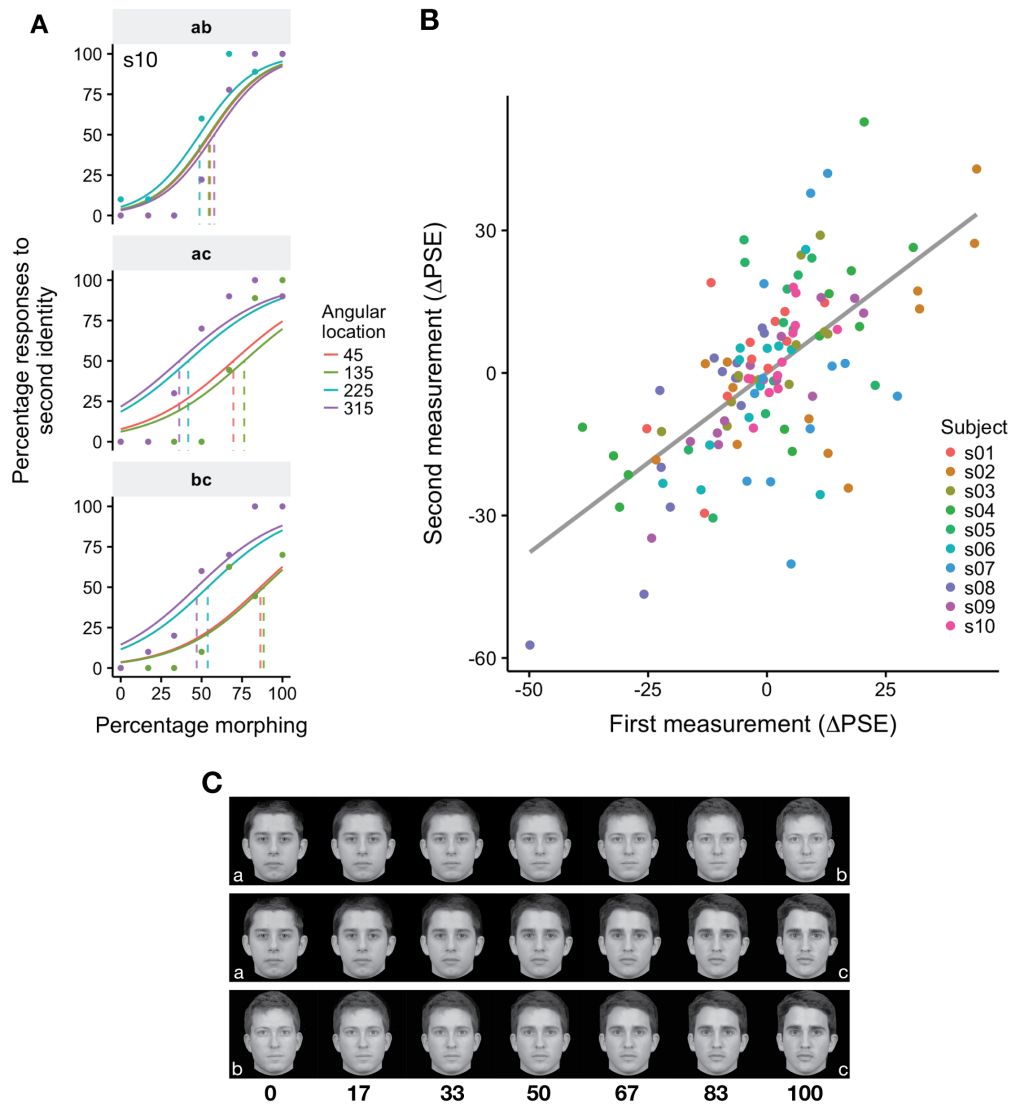 A
ab
s10
100
75
50
25
0
ac
100
75
50
25
0
bc
100
75
50
25
0
0 25 50 75 100
Percentage morphing
Percentage responses to
second identity
Angular
location
45
135
225
315
B
30
0
-30
-60
-50 -25 0 25
First measurement (ΔPSE)
Second measurement (ΔPSE)
Subject
s01
s02
s03
s04
s05
s06
s07
s08
s09
s10
C
a b
a c
b c
0 17 33 50 67 83 100